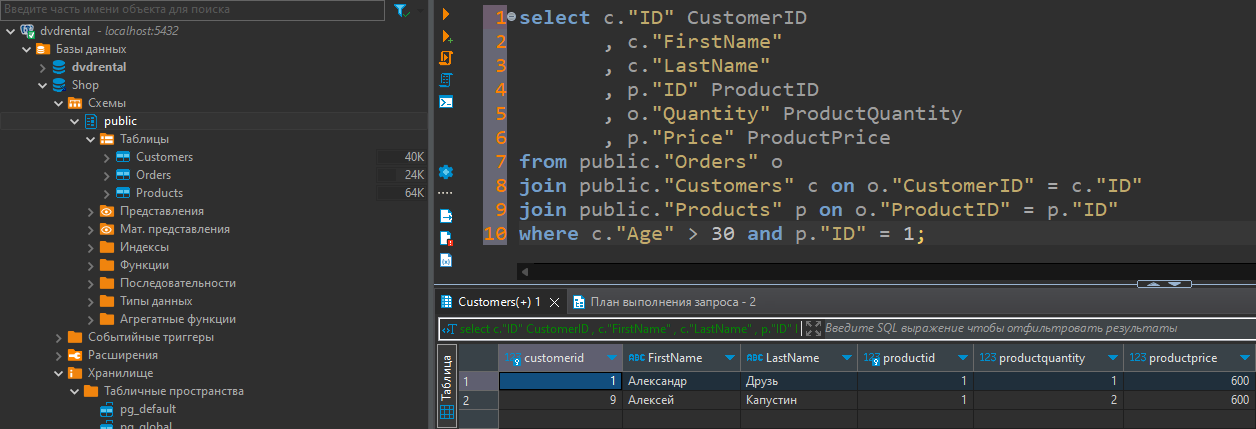 Введите часть имени объекта для поиска
dvdrental - localhost:5432
Базы данных
dvdrental
Shop
Схемы
public
Таблицы
Customers 40K
Orders 24K
Products 64K
Представления
Мат. представления
Индексы
Функции
Последовательности
Типы данных
Агрегатные функции
Событийные триггеры
Расширения
Хранилище
Табличные пространства
pg_default
pg_global
1 select c."ID" CustomerID
2 , c."FirstName"
3 , c."LastName"
4 , p."ID" ProductID
5 , o."Quantity" ProductQuantity
6 , p."Price" ProductPrice
7 from public."Orders" o
8 join public."Customers" c on o."CustomerID" = c."ID"
9 join public."Products" p on o."ProductID" = p."ID"
10 where c."Age" > 30 and p."ID" = 1;
Customers(+) 1 План выполнения запроса - 2
select c."ID" CustomerID , c."FirstName" , c."LastName" , p."ID" Введите SQL выражение чтобы отфильтровать результаты
Таблица
123 customerid ABC FirstName ABC LastName 123 productid 123 productquantity 123 productprice
1 1 Александр Друзь 1 1 600
2 9 Алексей Капустин 1 2 600